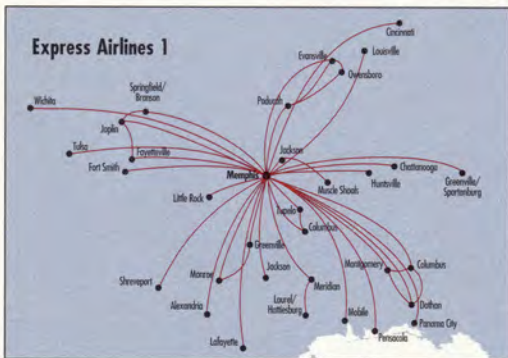 Express Airlines 1
Cincinnati
Evansville
Louisville
Owensboro
Springfield/
Branson
Wichita
Paducah
Joplin
Tulsa
Fayetteville
Jackson
Fort Smith
Memphis
Chattanooga
Huntsville
Greenville/
Spartanburg
Muscle Shoals
Little Rock
Tupelo
Columbus
Greenville
Shreveport
Monroe
Jackson
Meridian
Montgomery
Columbus
Alexandria
Laurel/
Hattiesburg
Mobile
Dothan
Lafayette
Pensacola
Panama City